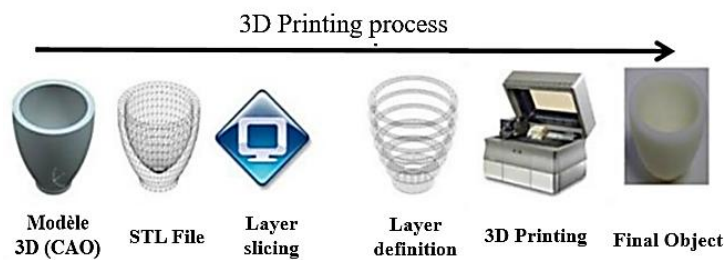 3D Printing process
Modèle
3D (CAO)
STL File
Layer
slicing
Layer
definition
3D Printing
Final Object